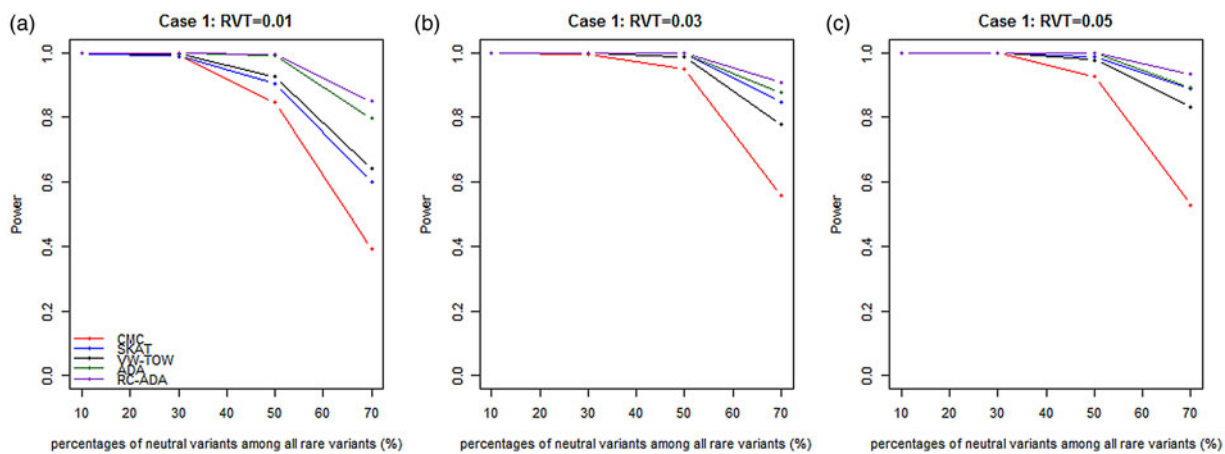 (a)
Case 1: RVT=0.01
Power
1.0
0.8
0.6
0.4
0.2
0.0
CMC
SKAT
VW-TOW
ADA
RC-ADA
10 20 30 40 50 60 70
percentages of neutral variants among all rare variants (%)
(b)
Case 1: RVT=0.03
Power
1.0
0.8
0.6
0.4
0.2
0.0
10 20 30 40 50 60 70
percentages of neutral variants among all rare variants (%)
(c)
Case 1: RVT=0.05
Power
1.0
0.8
0.6
0.4
0.2
0.0
10 20 30 40 50 60 70
percentages of neutral variants among all rare variants (%)